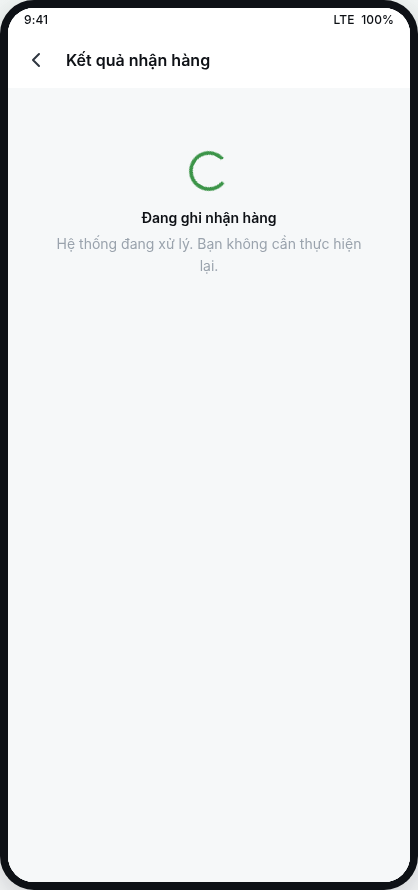 9:41
LTE 100%
Kết quả nhận hàng
Đang ghi nhận hàng
Hệ thống đang xử lý. Bạn không cần thực hiện
lại.